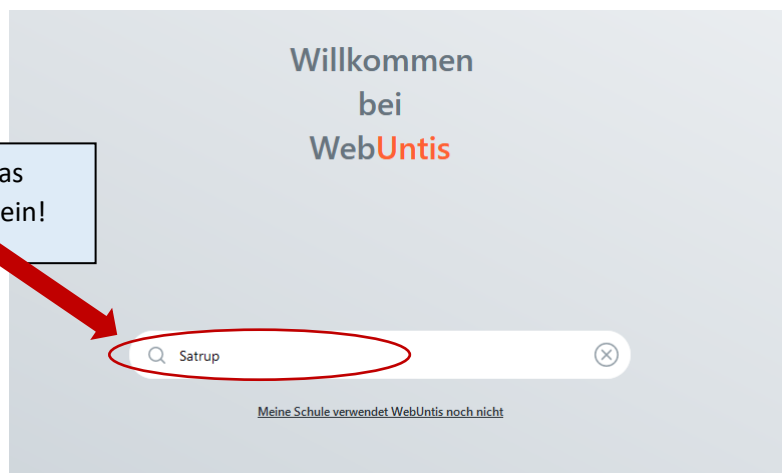 Willkommen
bei
WebUntis
as
ein!
Satrup
Meine Schule verwendet WebUntis noch nicht